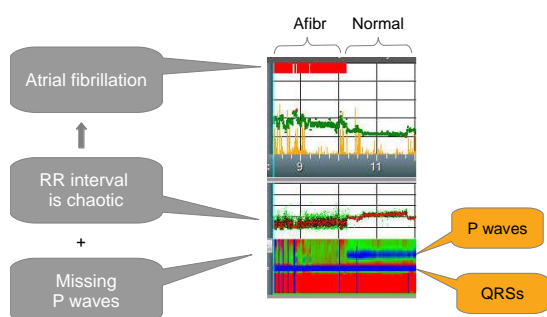 Afibr
Normal
Atrial fibrillation
9
11
RR interval
is chaotic
+
Missing
P waves
P waves
QRSs